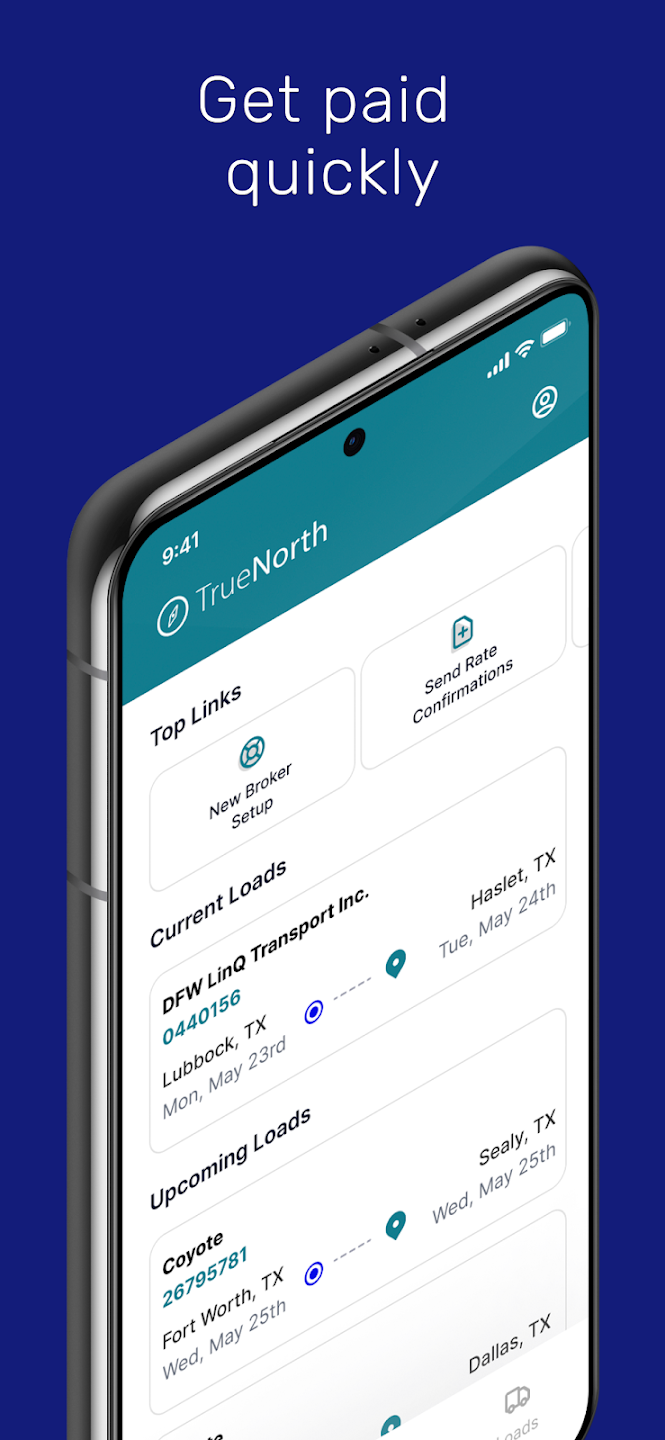 Get paid
quickly
9:41
TrueNorth
Top Links
New Broker
Setup
Send Rate
Confirmations
Current Loads
DFW LinQ Transport Inc.
0440156
Lubbock, TX
Mon, May 23rd
Haslet, TX
Tue, May 24th
Upcoming Loads
Coyote
26795781
Fort Worth, TX
Wed, May 25th
Sealy, TX
Wed, May 25th
Dallas, TX